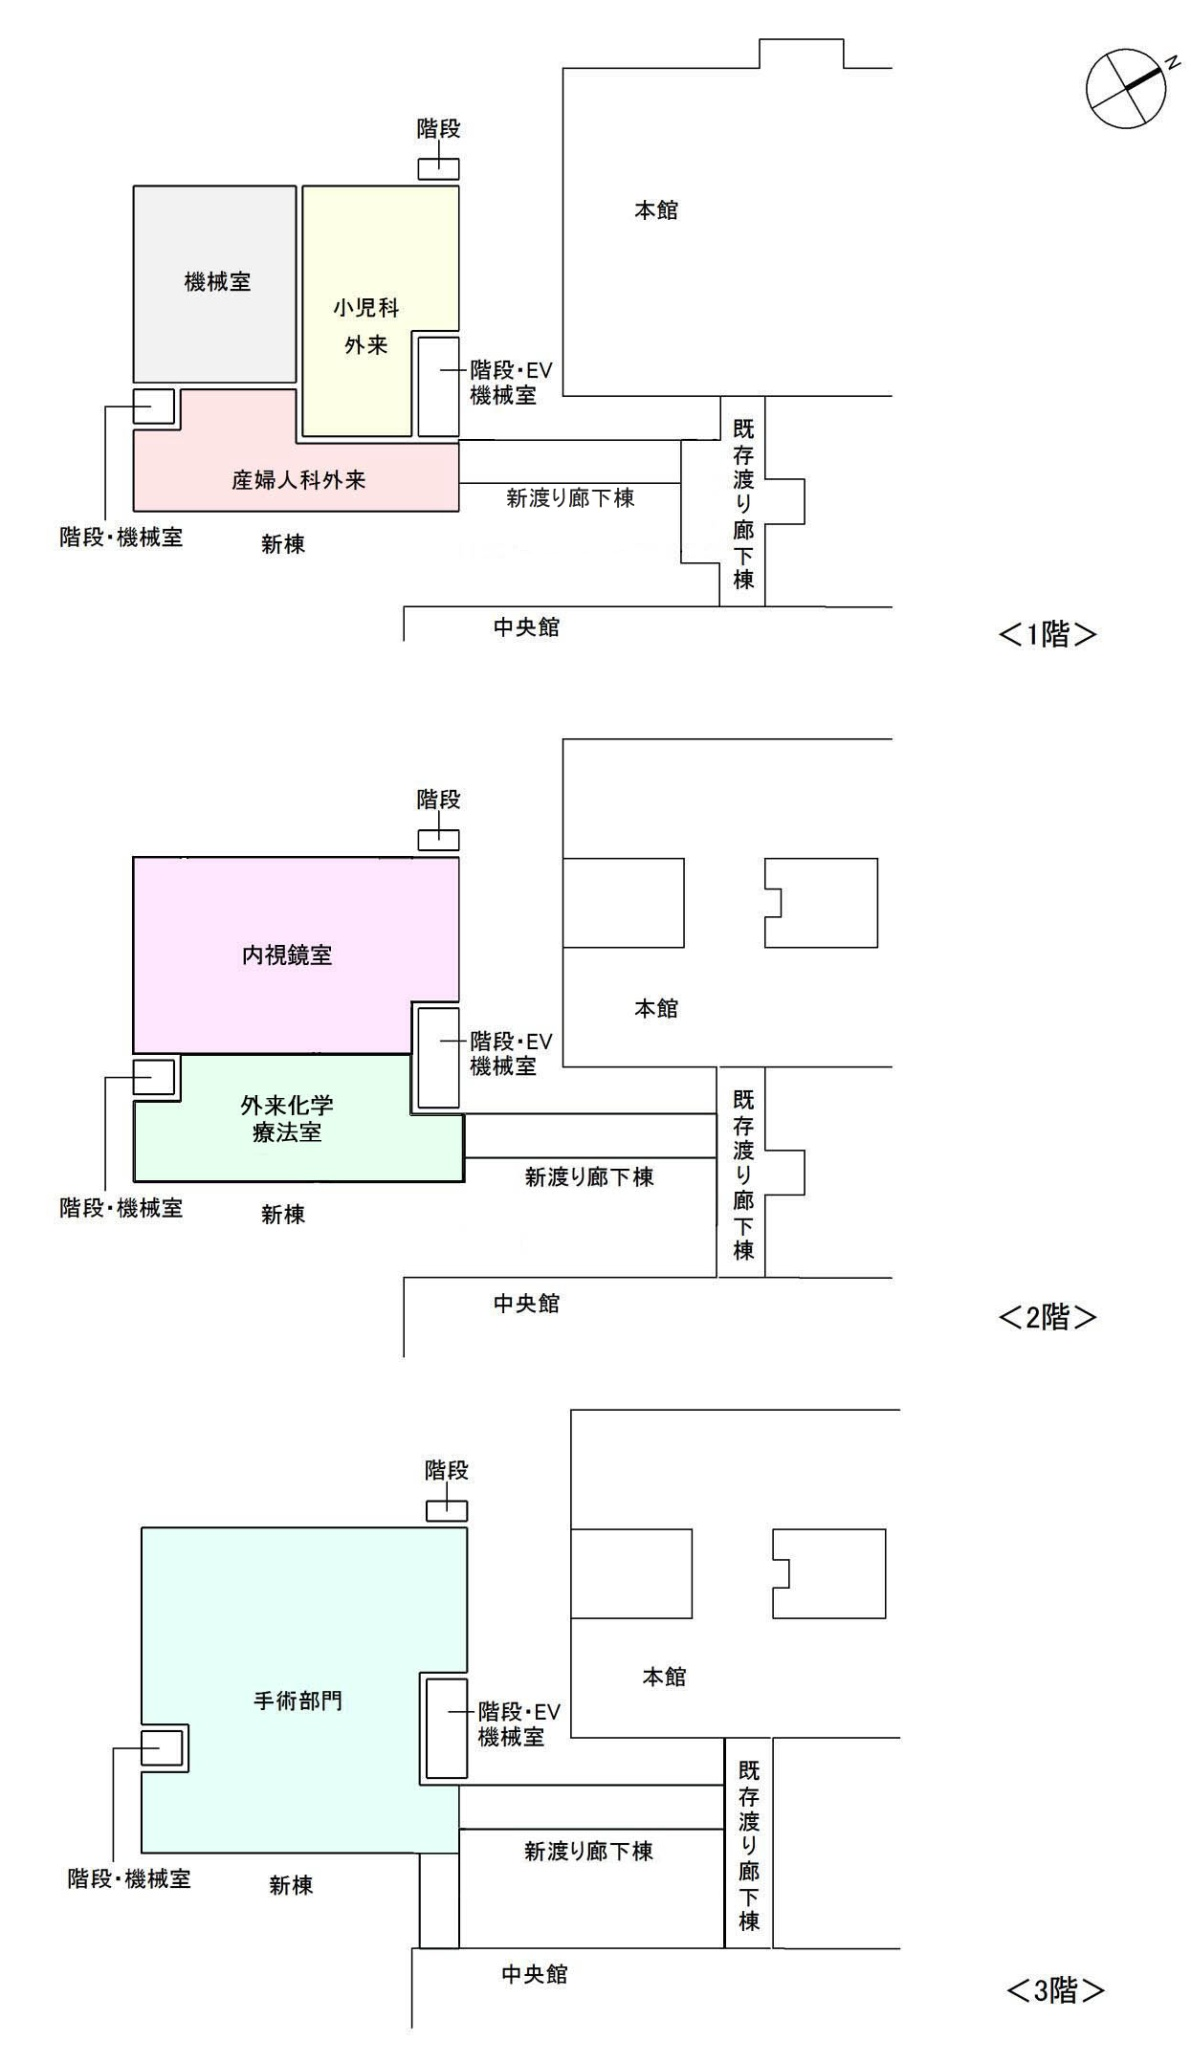 N
階段
本館
機械室
小児科
外来
階段・EV
機械室
既存渡り廊下棟
産婦人科外来
新渡り廊下棟
階段・機械室
新棟
中央館
＜1階＞
階段
内視鏡室
本館
階段・EV
機械室
既存渡り廊下棟
外来化学
療法室
新渡り廊下棟
階段・機械室
新棟
中央館
＜2階＞
階段
本館
手術部門
階段・EV
機械室
既存渡り廊下棟
新渡り廊下棟
階段・機械室
新棟
中央館
＜3階＞